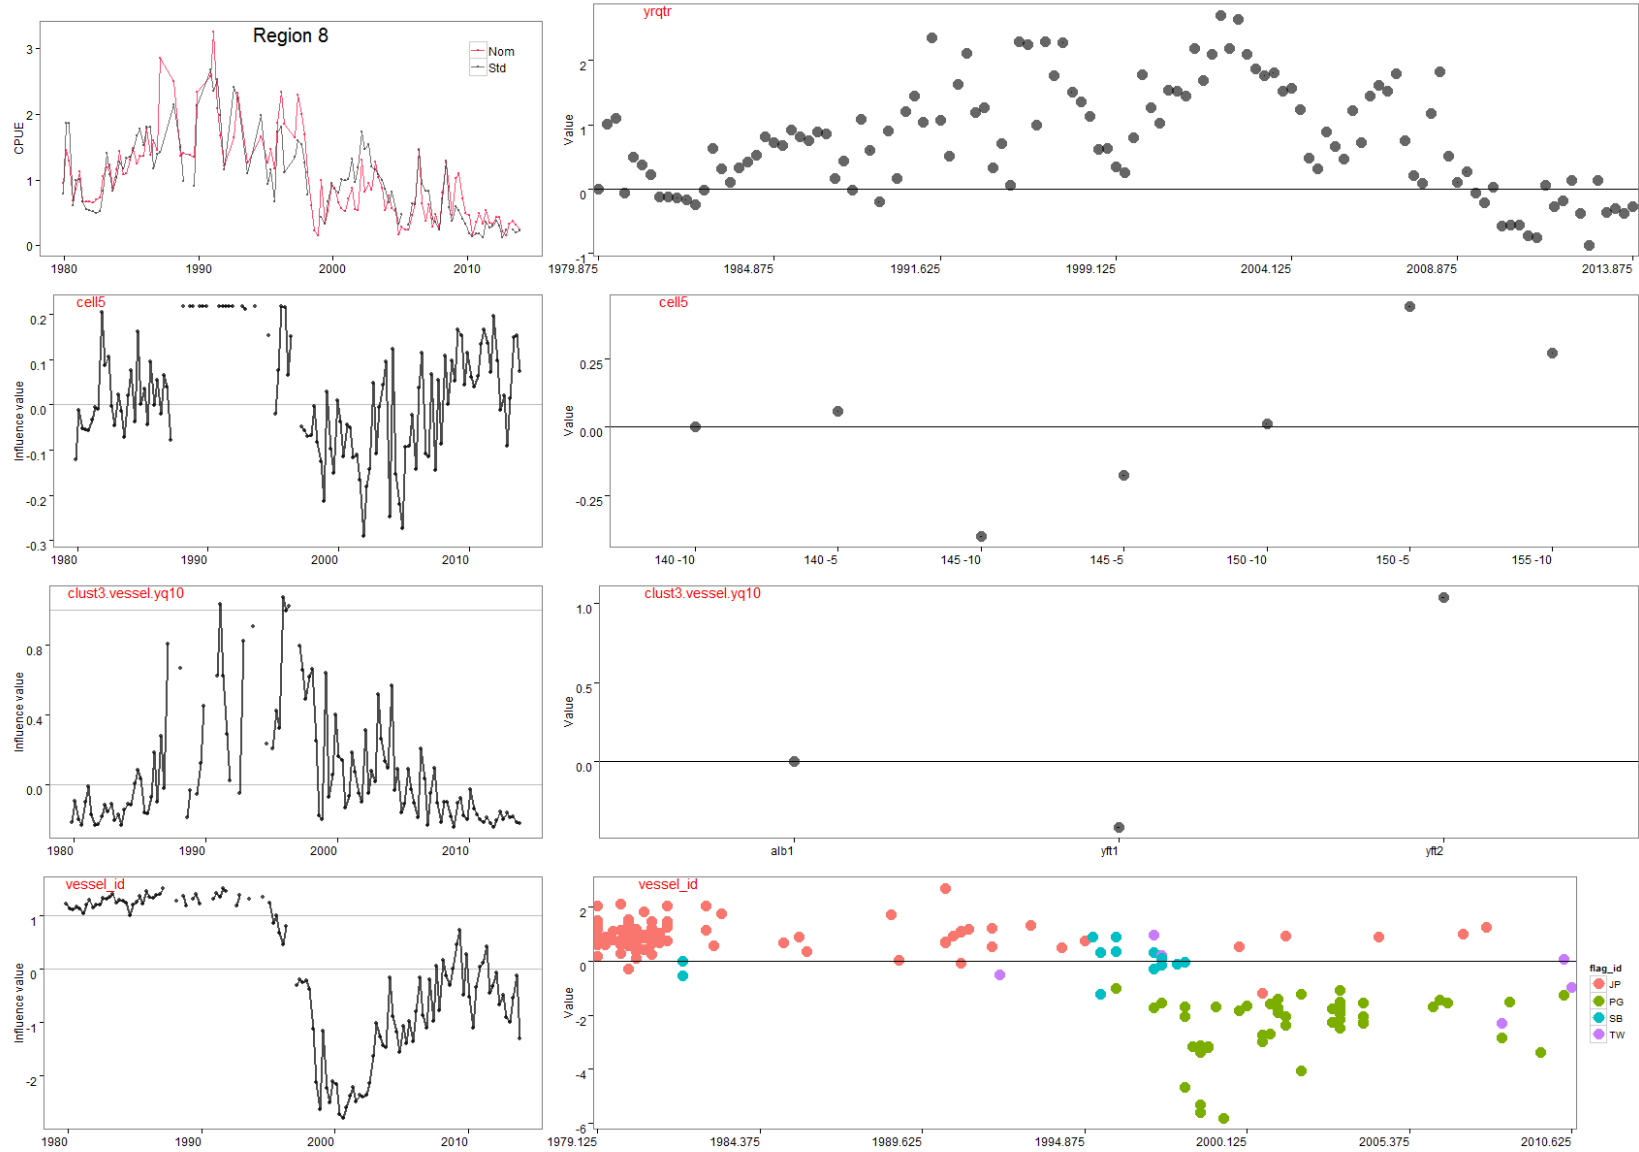 Region 8
Nom
Std
CPUE
3
2
1
0
1980
1990
2000
2010
yrqtr
Value
2
1
0
-1
1979.875
1984.875
1991.625
1999.125
2004.125
2008.875
2013.875
cell5
Influence value
0.2
0.1
0.0
-0.1
-0.2
-0.3
1980
1990
2000
2010
cell5
Value
0.25
0.00
-0.25
140 -10
140 -5
145 -10
145 -5
150 -10
150 -5
155 -10
clust3.vessel.yq10
Influence value
0.8
0.4
0.0
1980
1990
2000
2010
clust3.vessel.yq10
Value
1.0
0.5
0.0
alb1
yft1
yft2
vessel_id
Influence value
1
0
-1
-2
1980
1990
2000
2010
vessel_id
Value
2
0
-2
-4
-6
1979.125
1984.375
1989.625
1994.875
2000.125
2005.375
2010.625
flag_id
JP
PG
SB
TW